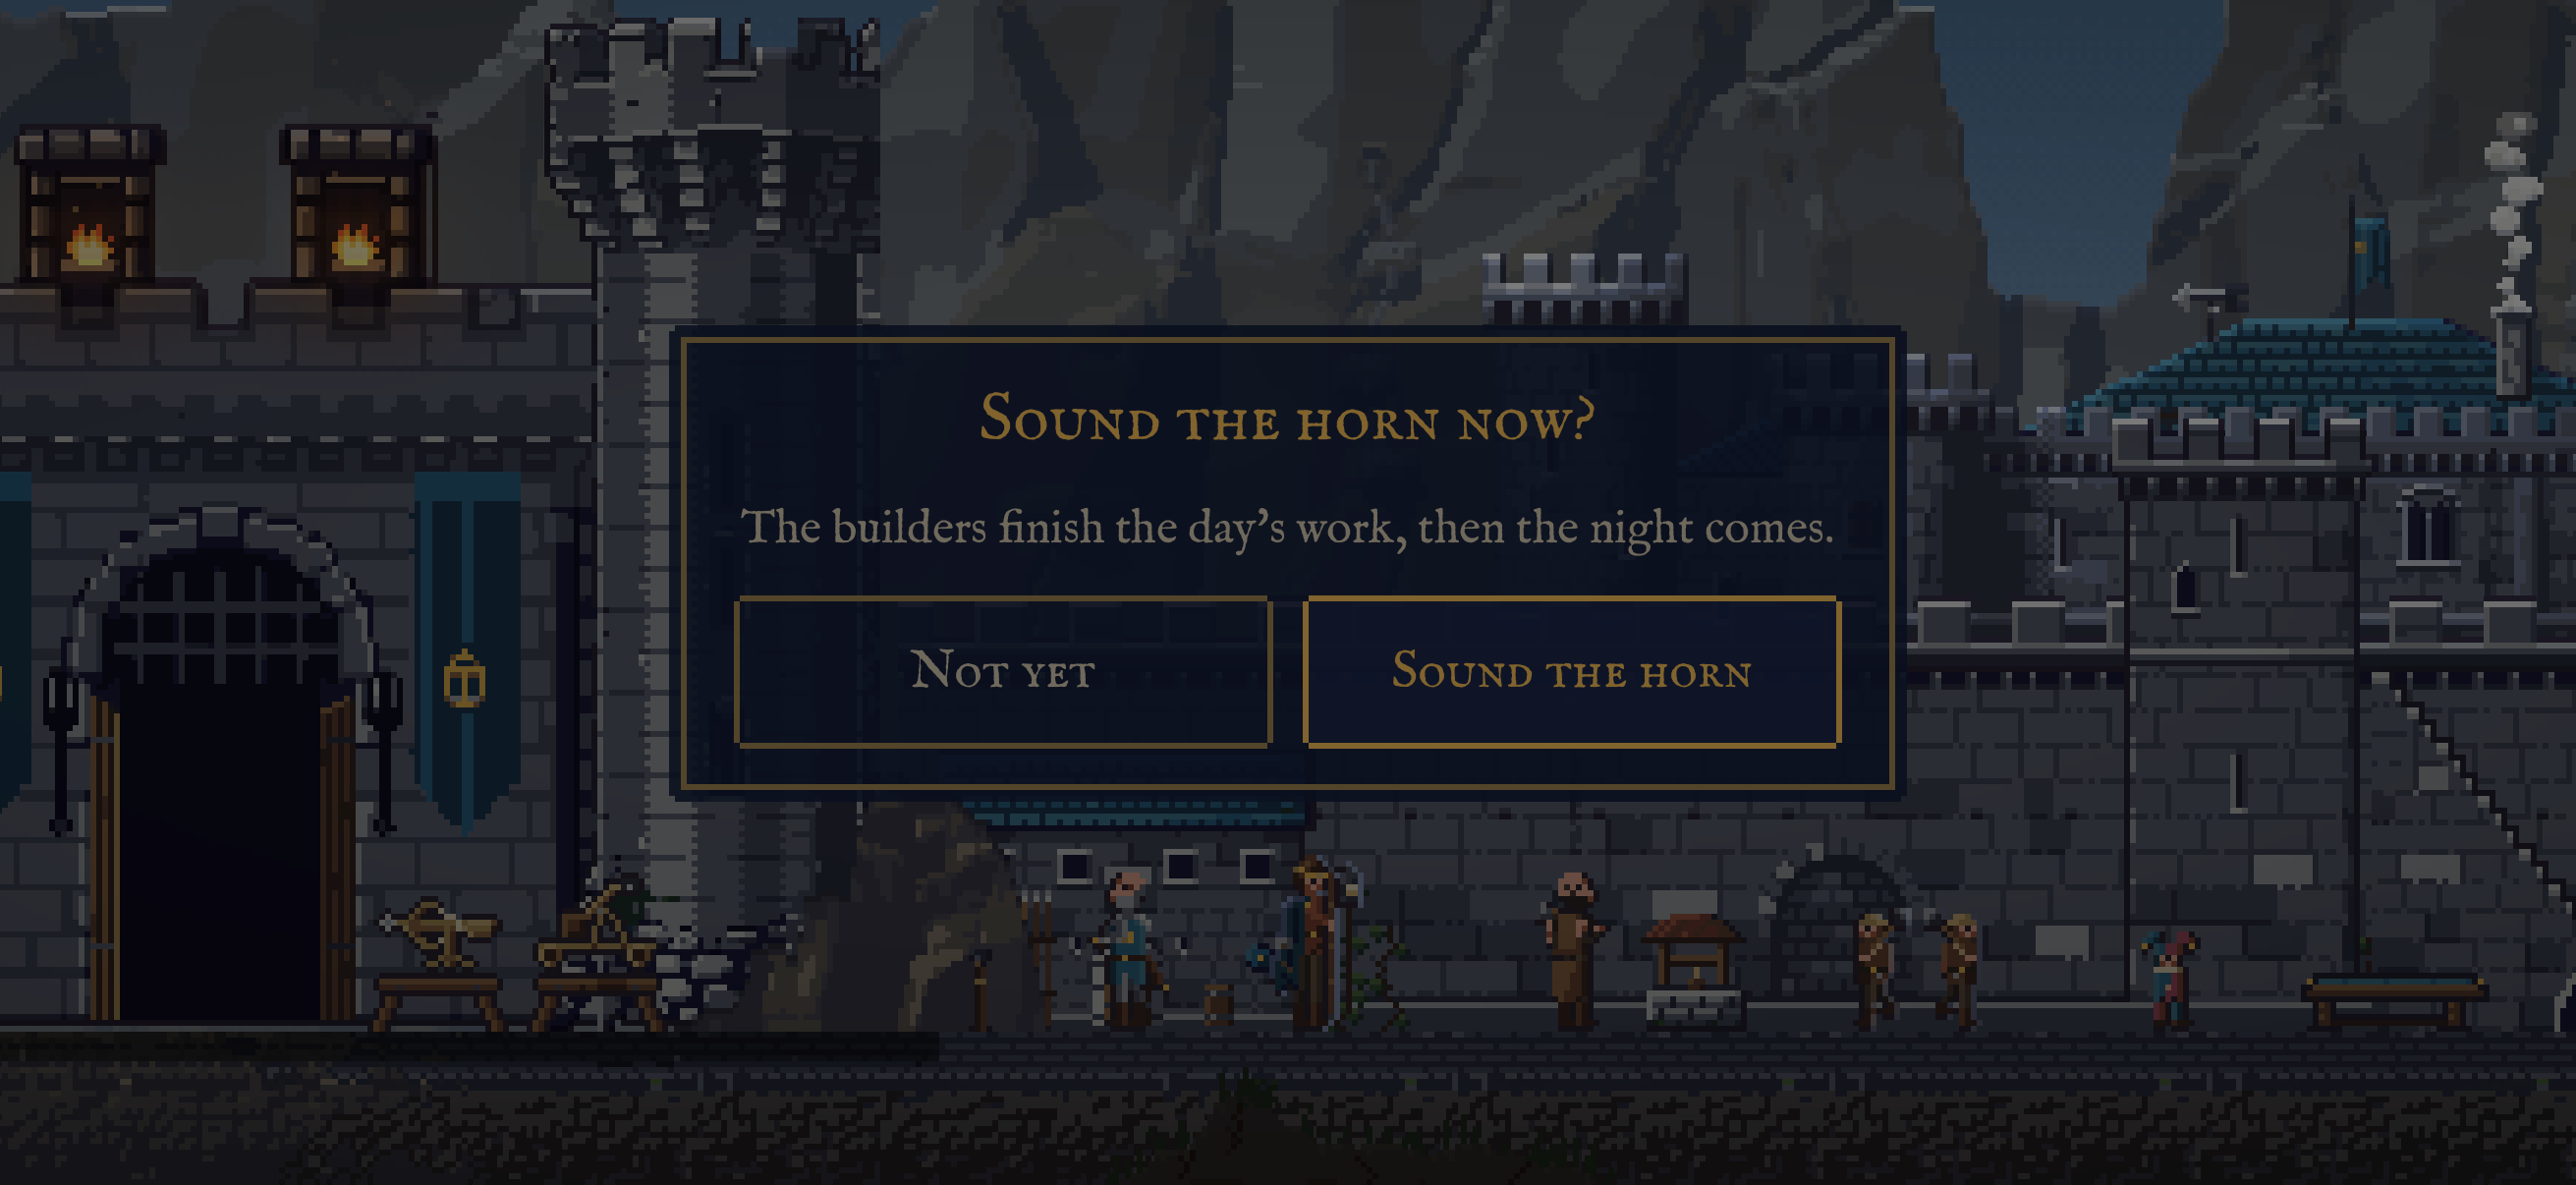 Sound the horn now?
The builders finish the day's work, then the night comes.
Not yet
Sound the horn